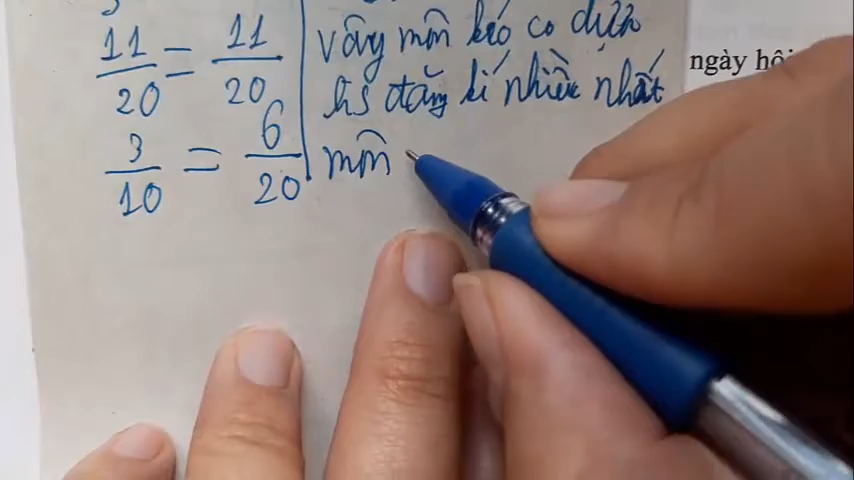 11/20 = 11/20
3/10 = 6/20
vậy môn kéo co được
hs đăng kí nhiều nhất
môn
ngày hội